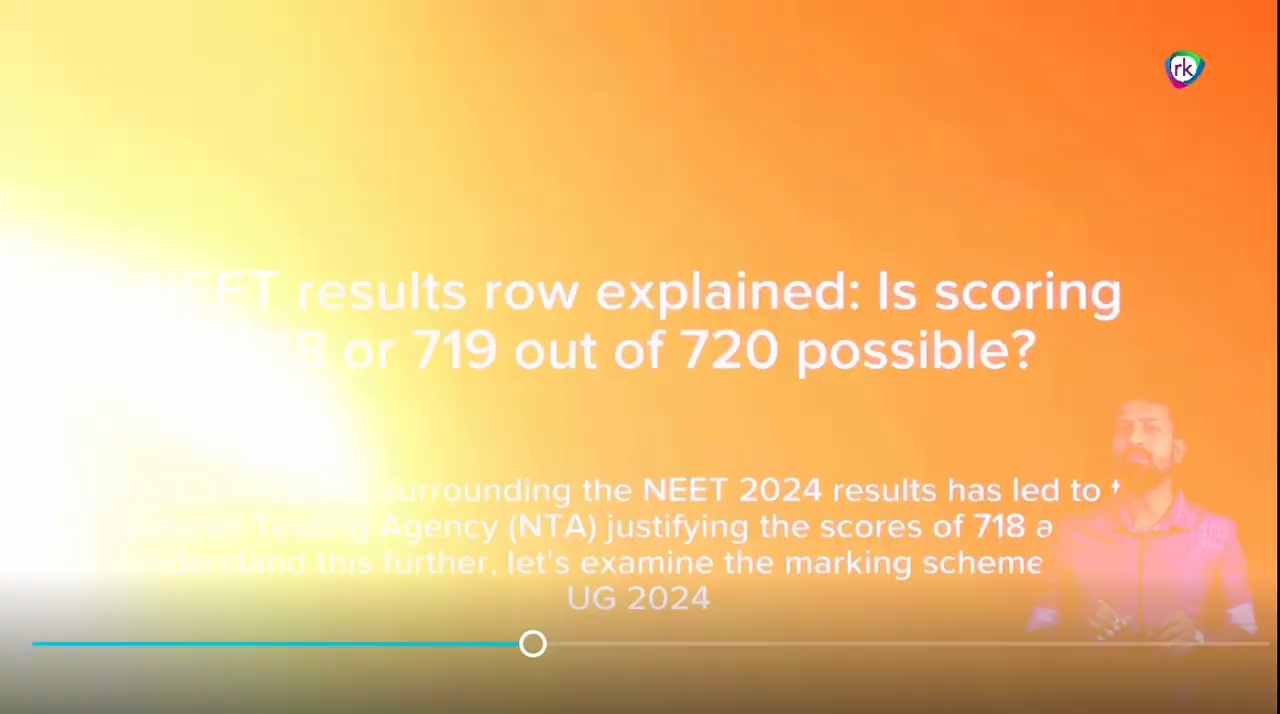 rk
NEET results row explained: Is scoring
or 719 out of 720 possible?
surrounding the NEET 2024 results has led to
Testing Agency (NTA) justifying the scores of 718
understand this further, let's examine the marking scheme
UG 2024